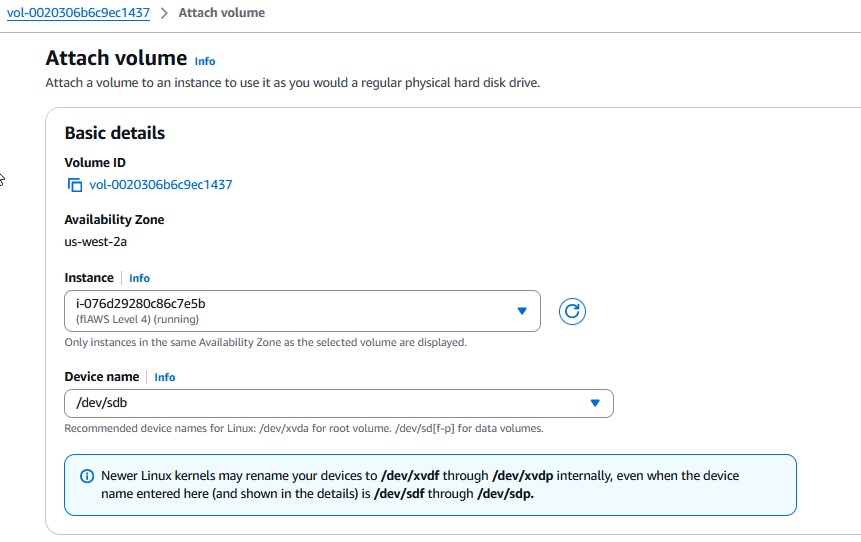 vol-0020306b6c9ec1437 > Attach volume
Attach volume Info
Attach a volume to an instance to use it as you would a regular physical hard disk drive.
Basic details
Volume ID
vol-0020306b6c9ec1437
Availability Zone
us-west-2a
Instance Info
i-076d29280c86c7e5b
(flAWS Level 4) (running)
Only instances in the same Availability Zone as the selected volume are displayed.
Device name Info
/dev/sdb
Recommended device names for Linux: /dev/xvda for root volume. /dev/sd[f-p] for data volumes.
Newer Linux kernels may rename your devices to /dev/xvdf through /dev/xvdp internally, even when the device
name entered here (and shown in the details) is /dev/sdf through /dev/sdp.